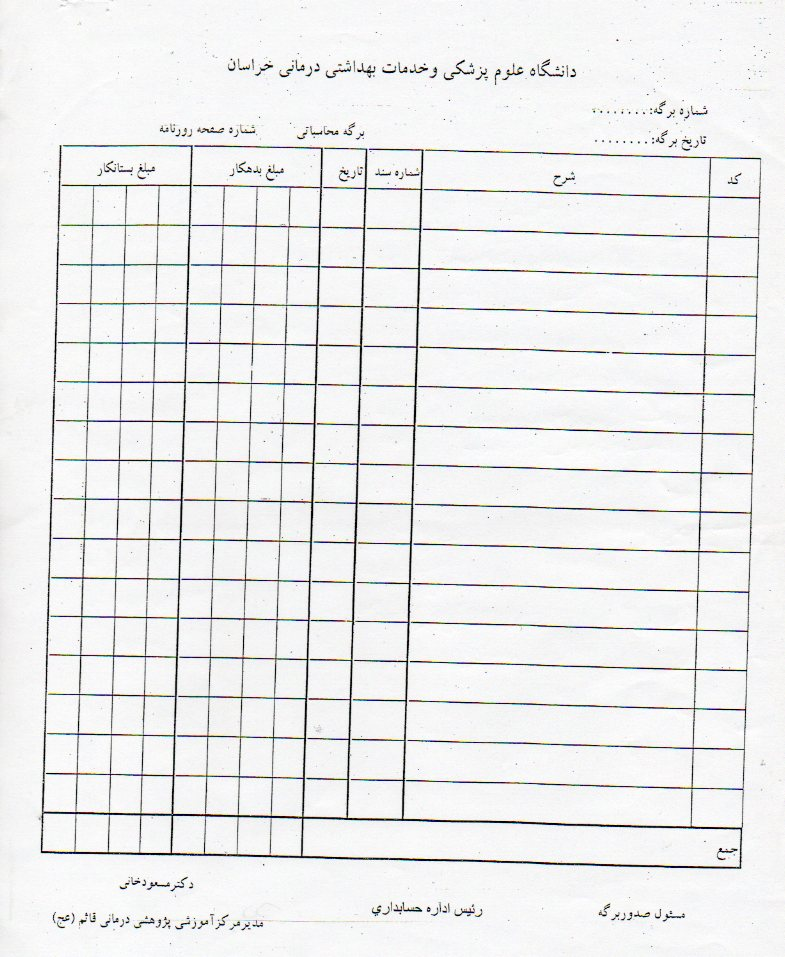 دانشگاه علوم پزشکی وخدمات بهداشتی درمانی خراسان
شماره برگه:........
تاریخ برگه:........
برگه محاسباتی شماره صفحه روزنامه
کد شرح شماره سند تاریخ مبلغ بدهکار مبلغ بستانکار
جمع
دکترمسعودخانی
مسئول صدوربرگه رئیس اداره حسابداري مدیرمرکزآموزشی پژوهشی درمانی قائم (عج)